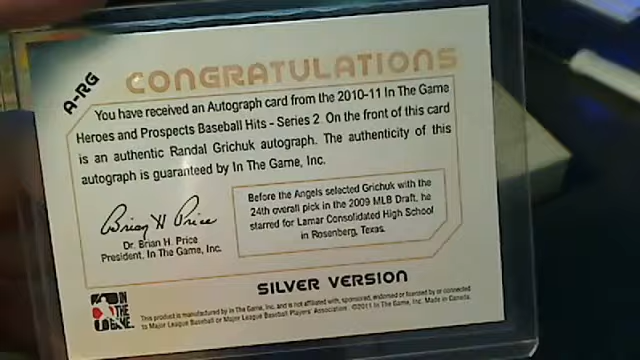 A-RG
CONGRATULATIONS
You have received an Autograph card from the 2010-11 In The Game
Heroes and Prospects Baseball Hits - Series 2 On the front of this card
is an authentic Randal Grichuk autograph. The authenticity of this
autograph is guaranteed by In The Game, Inc.
Brian H Price
Dr. Brian H. Price
President, In The Game, Inc.
Before the Angels selected Grichuk with the
24th overall pick in the 2009 MLB Draft, he
starred for Lamar Consolidated High School
in Rosenberg, Texas.
SILVER VERSION
IN
THE
GAME
This product is manufactured by In The Game, Inc. and is not affiliated with, sponsored, endorsed or licensed by or connected
to Major League Baseball or Major League Baseball Players' Association. ©2011 In The Game, Inc. Made in Canada.